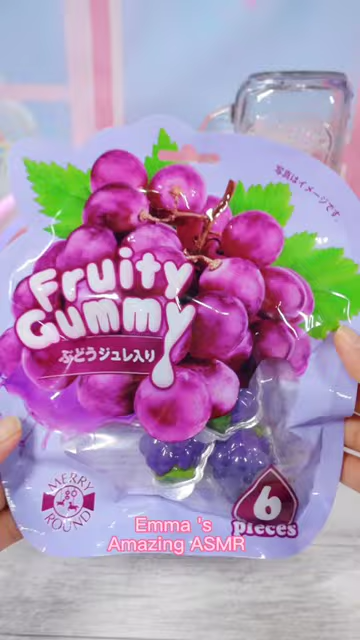 写真はイメージです。
Fruity
Gummy
ぶどうジュレ入り
MERRY
ROUND
6
pieces
Emma 's
Amazing ASMR